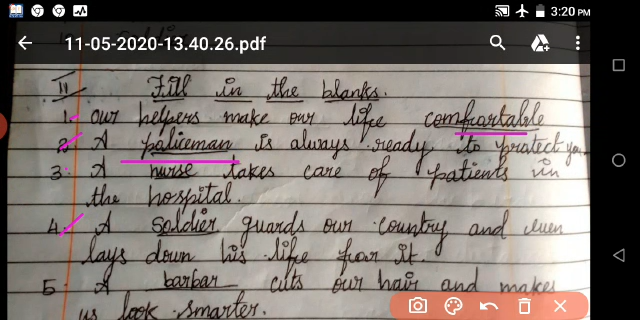 3:20 PM
11-05-2020-13.40.26.pdf
II Fill in the blanks.
1. our helpers make our life comfrortable
2. A policeman is always ready to protect you.
3. A nurse takes care of patients in
the hospital.
4. A soldier guards our country and even
lays down his life for it.
5. A barbar cuts our hair and makes
us look smarter.